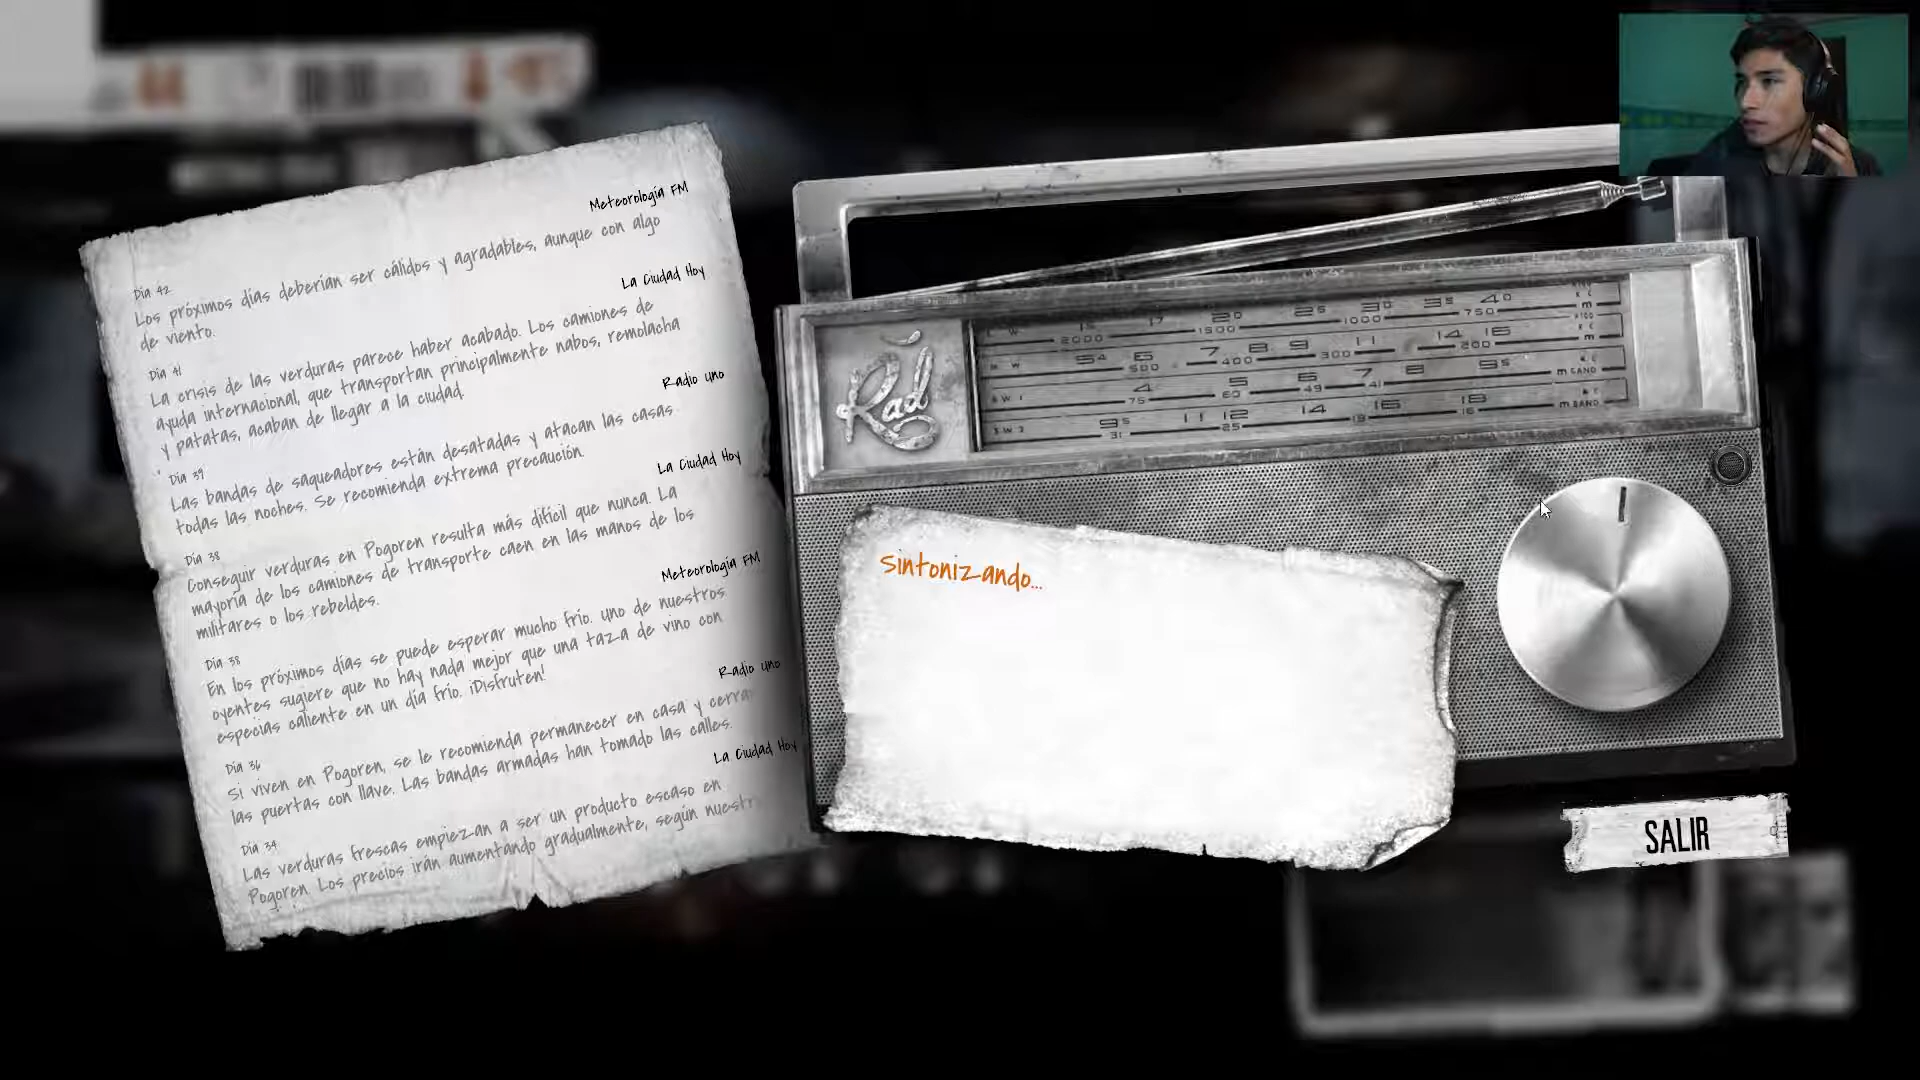 Meteorología FM
Día 42
Los próximos días deberían ser cálidos y agradables, aunque con algo
de viento.
La Ciudad Hoy
Día 41
La crisis de las verduras parece haber acabado. Los camiones de
ayuda internacional, que transportan principalmente nabos, remolacha
y patatas, acaban de llegar a la ciudad.
Radio Uno
Día 39
Las bandas de saqueadores están desatadas y atacan las casas
todas las noches. Se recomienda extrema precaución.
La Ciudad Hoy
Día 38
Conseguir verduras en Pogoren resulta más difícil que nunca. La
mayoría de los camiones de transporte caen en las manos de los
militares o los rebeldes.
Meteorología FM
Día 38
En los próximos días se puede esperar mucho frío. Uno de nuestros
oyentes sugiere que no hay nada mejor que una taza de vino con
especias caliente en un día frío. ¡Disfruten!
Radio Uno
Día 36
Si viven en Pogoren, se le recomienda permanecer en casa y cerra
las puertas con llave. Las bandas armadas han tomado las calles.
La Ciudad Hoy
Día 34
Las verduras frescas empiezan a ser un producto escaso en
Pogoren. Los precios irán aumentando gradualmente, según nuestr
Rad
Sintonizando...
SALIR